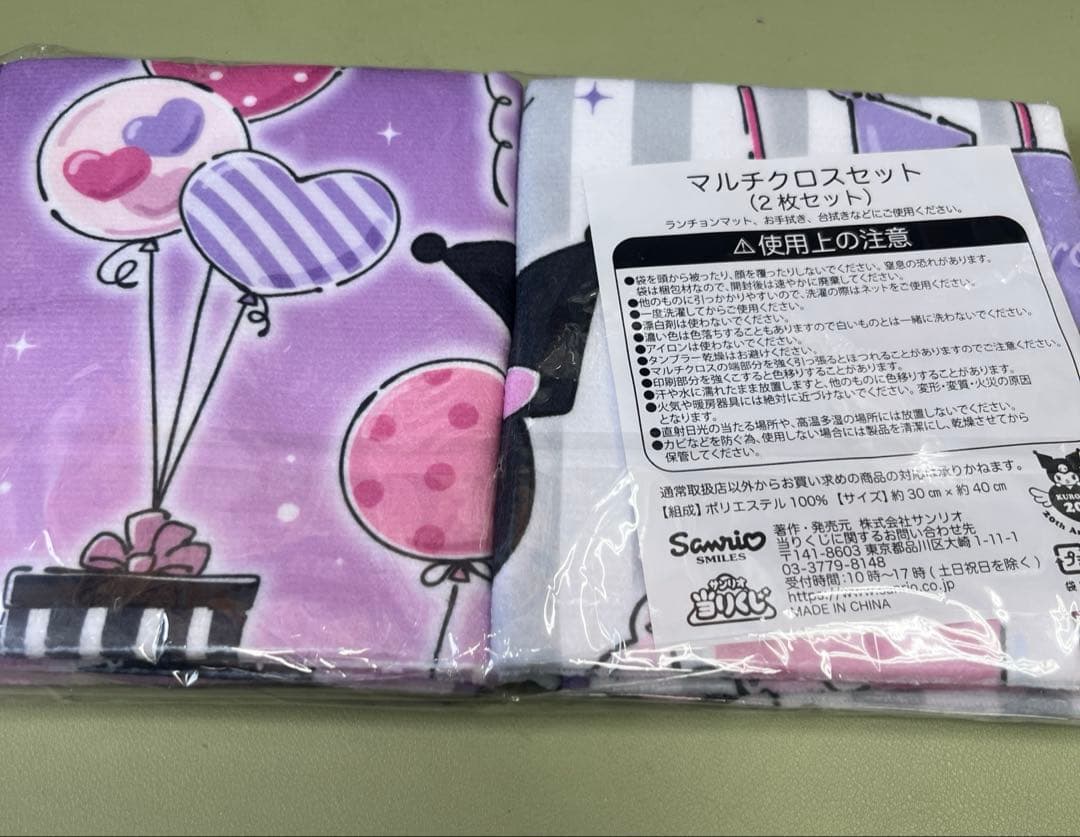 マルチクロスセット
(2枚セット)
ランチョンマット、お手拭き、台拭きなどにご使用ください。
⚠使用上の注意
●袋を頭から被ったり、顔を覆ったりしないでください。窒息の恐れがあります。
袋は梱包材なので、開封後は速やかに廃棄してください。
●他のものに引っかかりやすいので、洗濯の際はネットをご使用ください。
●一度洗濯してからご使用ください。
●漂白剤は使わないでください。
●濃い色は色落ちすることもありますので白いものとは一緒に洗わないでください。
●アイロンは使わないでください。
●タンブラー乾燥はお避けください。
●マルチクロスの端部分を強く引っ張るとほつれることがありますのでご注意ください。
●印刷部分を強くこすると色移りすることがあります。
●汗や水に濡れたまま放置しますと、他のものに色移りすることがあります。
●火気や暖房器具には絶対に近づけないでください。変形・変質・火災の原因
となります。
●直射日光の当たる場所や、高温多湿の場所には放置しないでください。
●カビなどを防ぐ為、使用しない場合には製品を清潔にし、乾燥させてから
保管してください。
通常取扱店以外からお買い求めの商品の対応は承りかねます。
【組成】ポリエステル100%【サイズ】約30cm×約40cm
Sanrio
SMILES
著作・発売元 株式会社サンリオ
当りくじに関するお問い合わせ先
〒141-8603 東京都品川区大崎1-11-1
03-3779-8148
受付時間:10時~17時(土日祝日を除く)
https://www.sanrio.co.jp
MADE IN CHINA
サンリオ
当りくじ
KURO
20
20th A
プ
袋